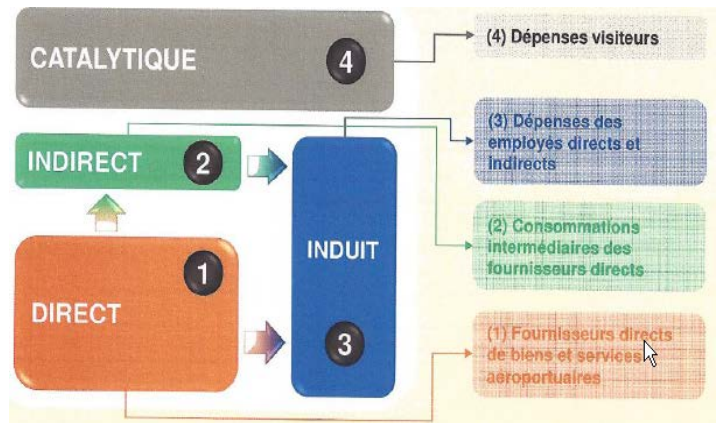 CATALYTIQUE
4
(4) Dépenses visiteurs
INDIRECT
2
(3) Dépenses des
employés directs et
indirects
DIRECT
1
INDUIT
3
(2) Consommations
intermédiaires des
fournisseurs directs
(1) Fournisseurs directs
de biens et services
aeroportuaires